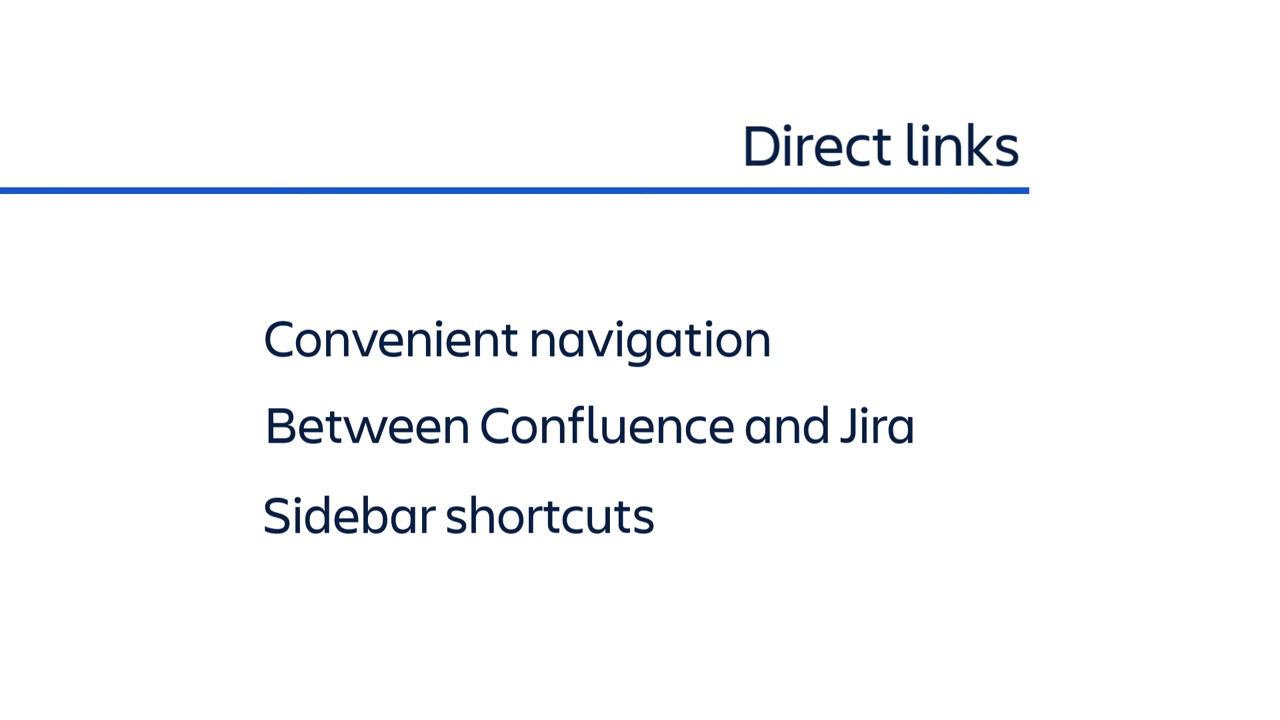 Direct links
Convenient navigation
Between Confluence and Jira
Sidebar shortcuts